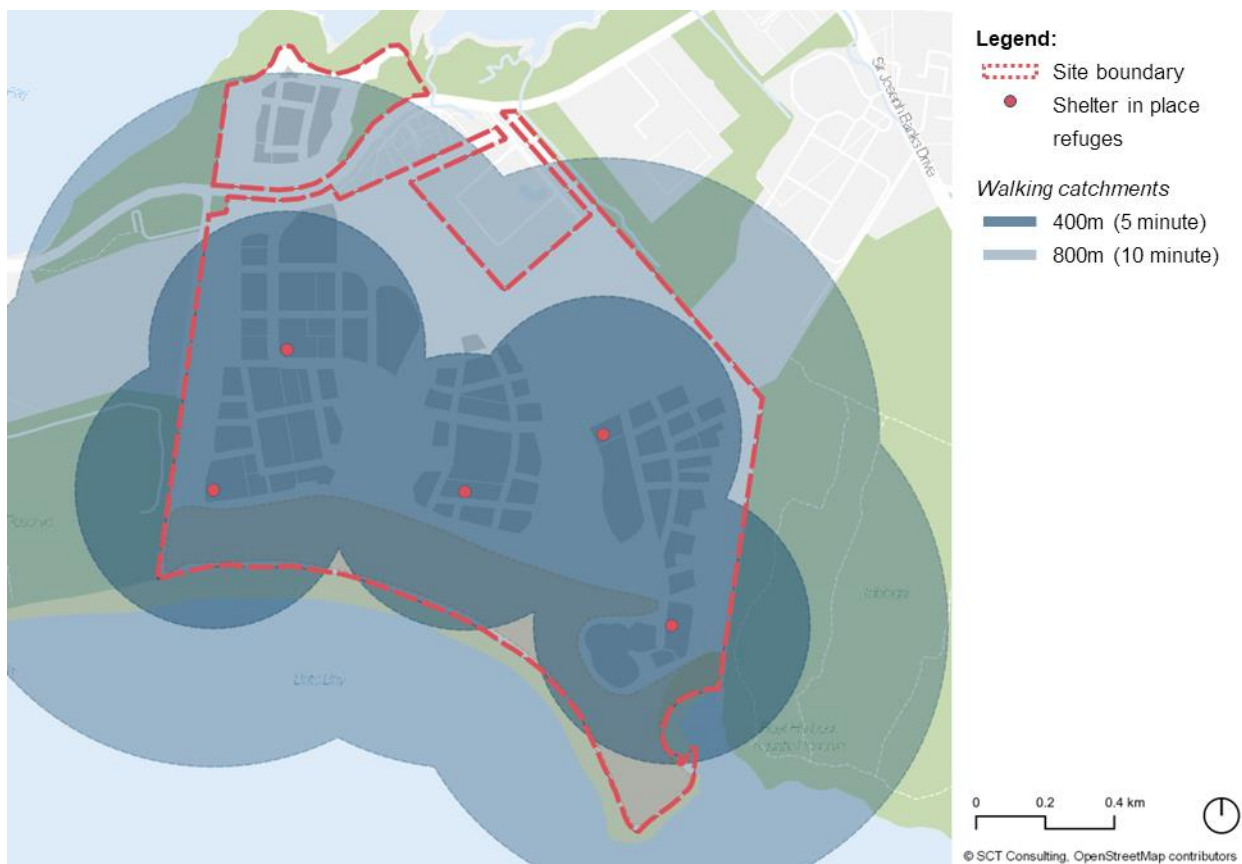 Legend:
Site boundary
Shelter in place
refuges
Walking catchments
400m (5 minute)
800m (10 minute)
Sir Joseph Banks Drive
0 0.2 0.4 km
© SCT Consulting, OpenStreetMap contributors